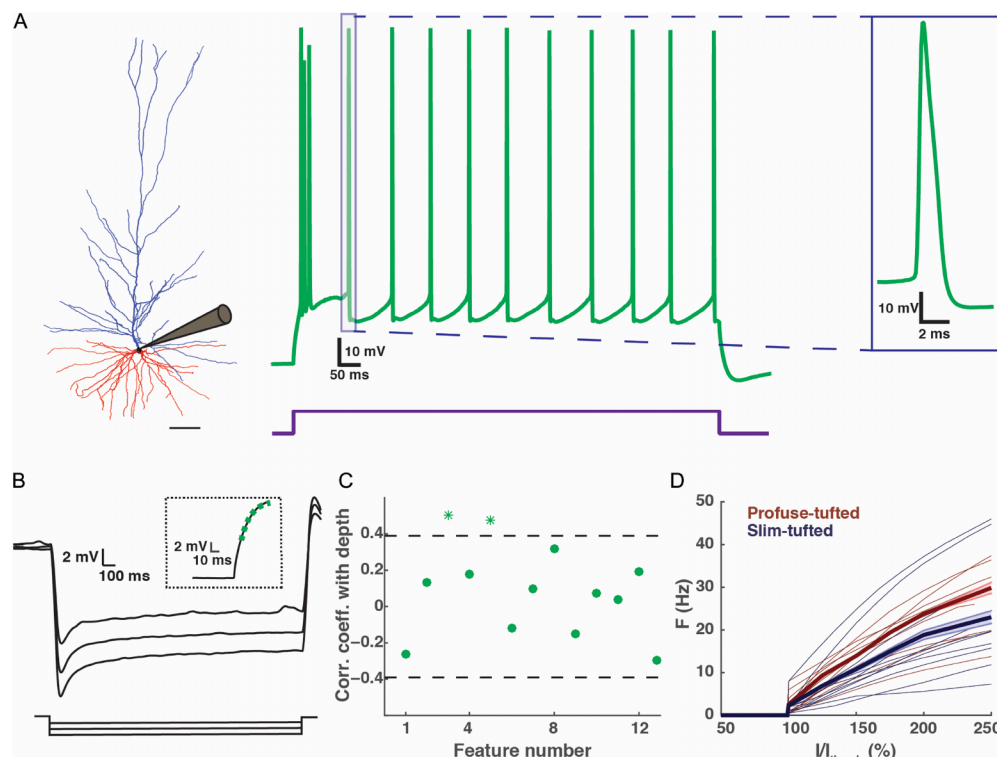 A
10 mV
50 ms
10 mV
2 ms
B
2 mV
100 ms
2 mV
10 ms
C
Corr. coeff. with depth
0.4
0.2
0
-0.2
-0.4
1
4
8
12
Feature number
D
Profuse-tufted
Slim-tufted
F (Hz)
50
40
30
20
10
0
50
100
150
200
250
(%)